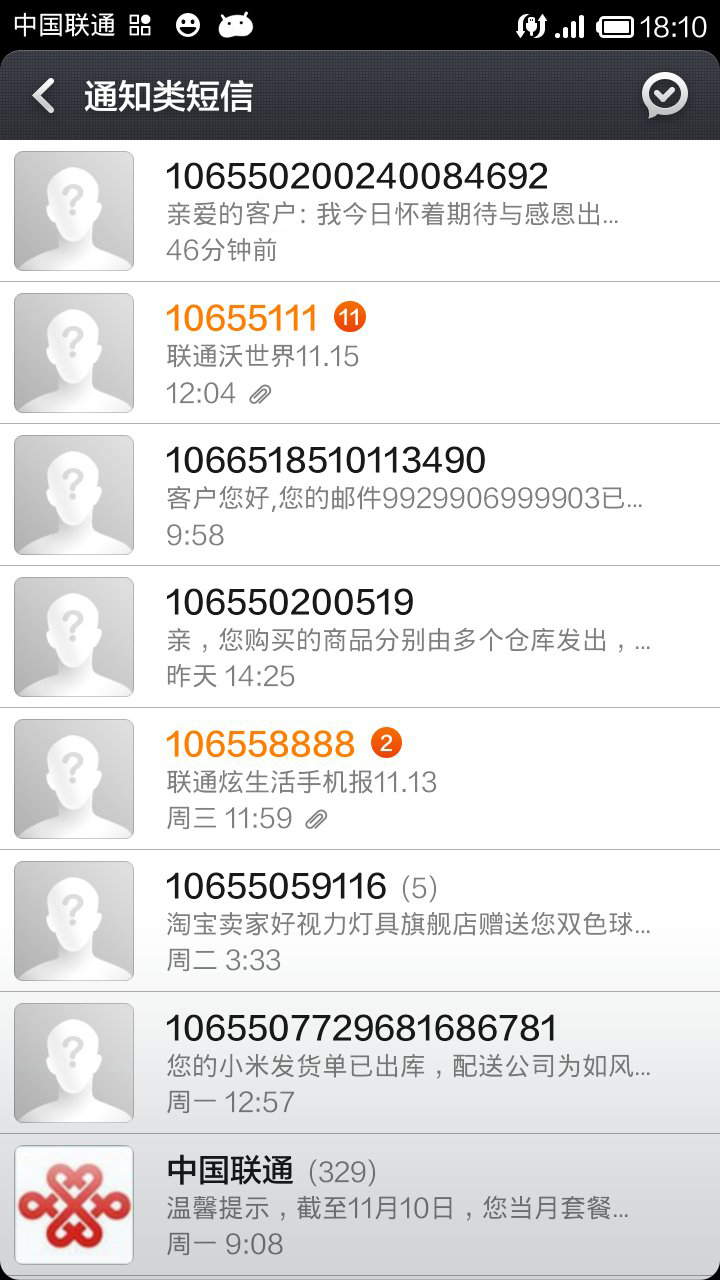 中国联通 18:10
通知类短信
106550200240084692
亲爱的客户: 我今日怀着期待与感恩出...
46分钟前
10655111 11
联通沃世界11.15
12:04
1066518510113490
客户您好,您的邮件9929906999903已...
9:58
106550200519
亲，您购买的商品分别由多个仓库发出，...
昨天 14:25
106558888 2
联通炫生活手机报11.13
周三 11:59
10655059116 (5)
淘宝卖家好视力灯具旗舰店赠送您双色球...
周二 3:33
1065507729681686781
您的小米发货单已出库，配送公司为如风...
周一 12:57
中国联通 (329)
温馨提示，截至11月10日，您当月套餐...
周一 9:08